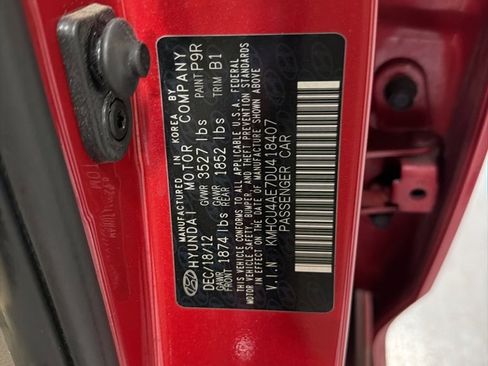 MANUFACTURED IN KOREA BY
HYUNDAI MOTOR COMPANY
DEC/18/12 GVWR 3527 lbs PAINT P9R
GAWR FRONT 1874 lbs GAWR REAR 1852 lbs TRIM B1
THIS VEHICLE CONFORMS TO ALL APPLICABLE U.S.A. FEDERAL
MOTOR VEHICLE SAFETY, BUMPER, AND THEFT PREVENTION STANDARDS
IN EFFECT ON THE DATE OF MANUFACTURE SHOWN ABOVE
V.I.N KMHCU4AE7DU418407
PASSENGER CAR